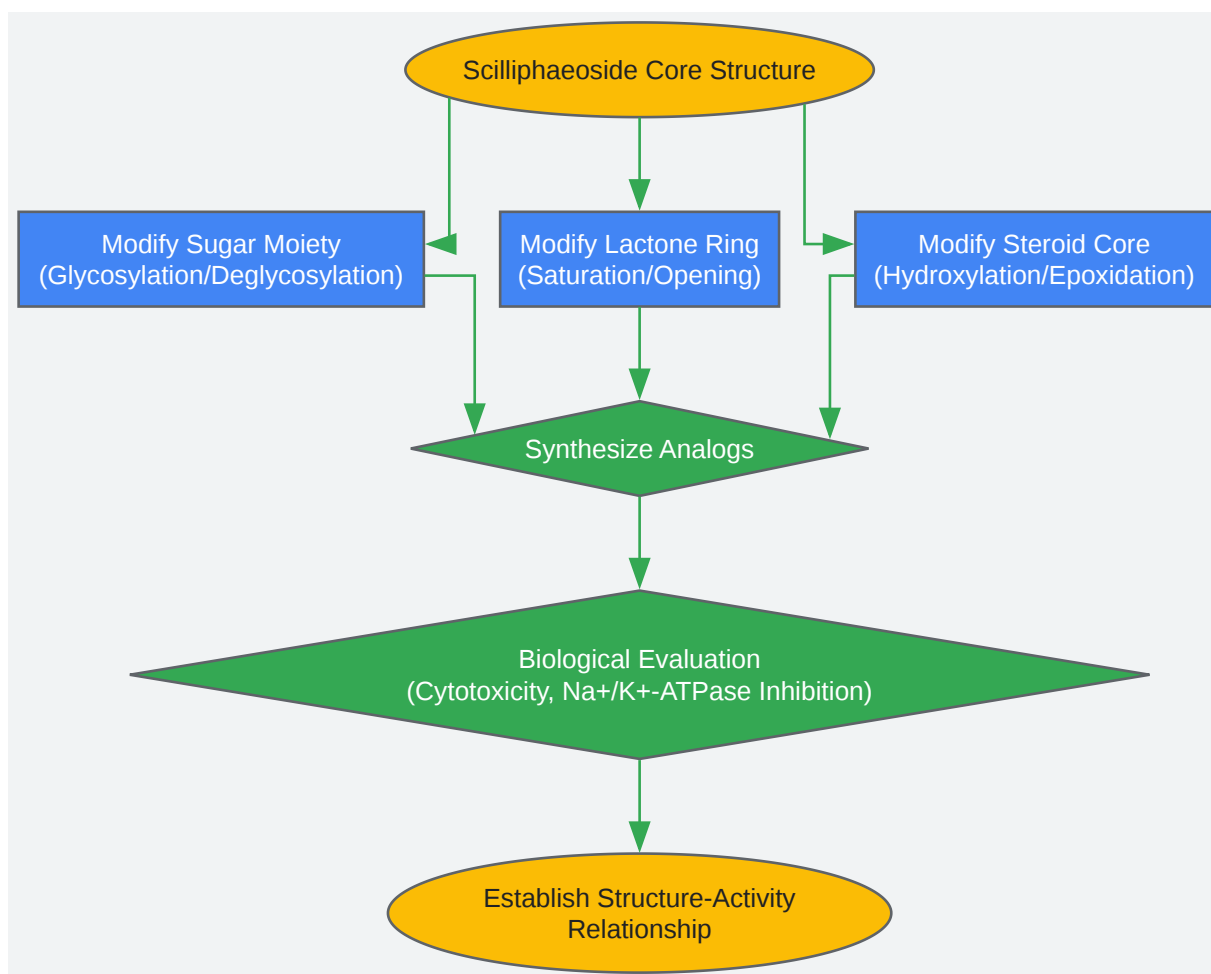 Scilliphaeoside Core Structure
Modify Sugar Moiety
(Glycosylation/Deglycosylation)
Modify Lactone Ring
(Saturation/Opening)
Modify Steroid Core
(Hydroxylation/Epoxidation)
Synthesize Analogs
Biological Evaluation
(Cytotoxicity, Na+/K+-ATPase Inhibition)
Establish Structure-Activity
Relationship